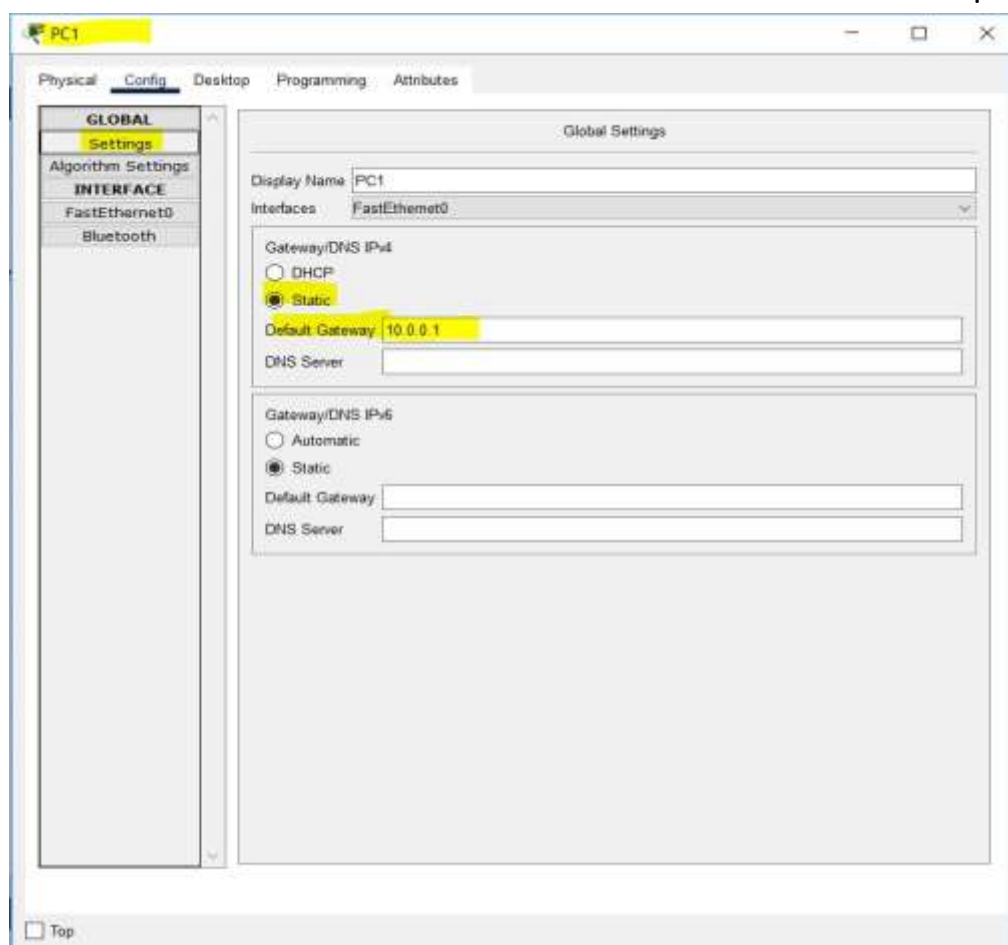 PC1
Physical Config Desktop Programming Attributes
GLOBAL
Settings
Algorithm Settings
INTERFACE
FastEthernet0
Bluetooth
Global Settings
Display Name PC1
Interfaces FastEthernet0
Gateway/DNS IPv4
DHCP
Static
Default Gateway 10.0.0.1
DNS Server
Gateway/DNS IPv6
Automatic
Static
Default Gateway
DNS Server
Top